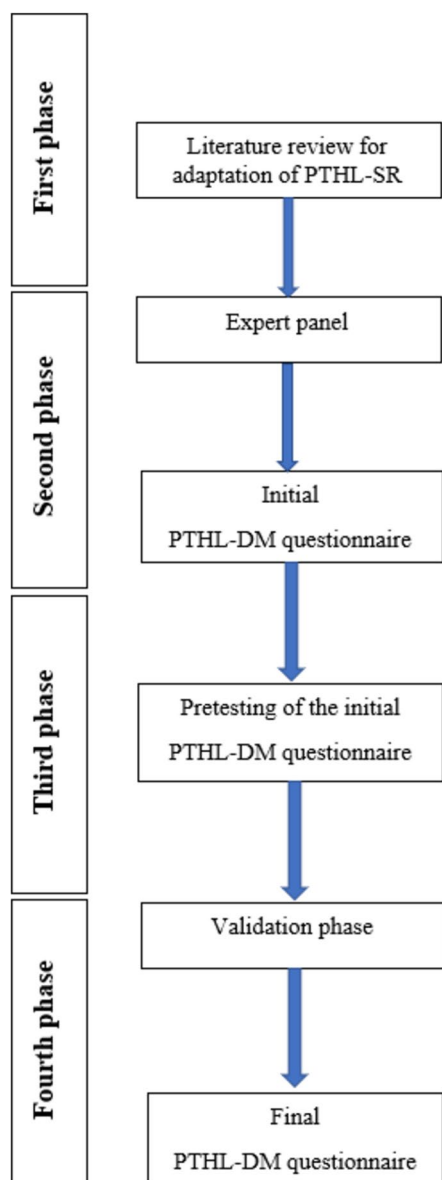 First phase
Literature review for
adaptation of PTHL-SR
Second phase
Expert panel
Initial
PTHL-DM questionnaire
Third phase
Pretesting of the initial
PTHL-DM questionnaire
Fourth phase
Validation phase
Final
PTHL-DM questionnaire